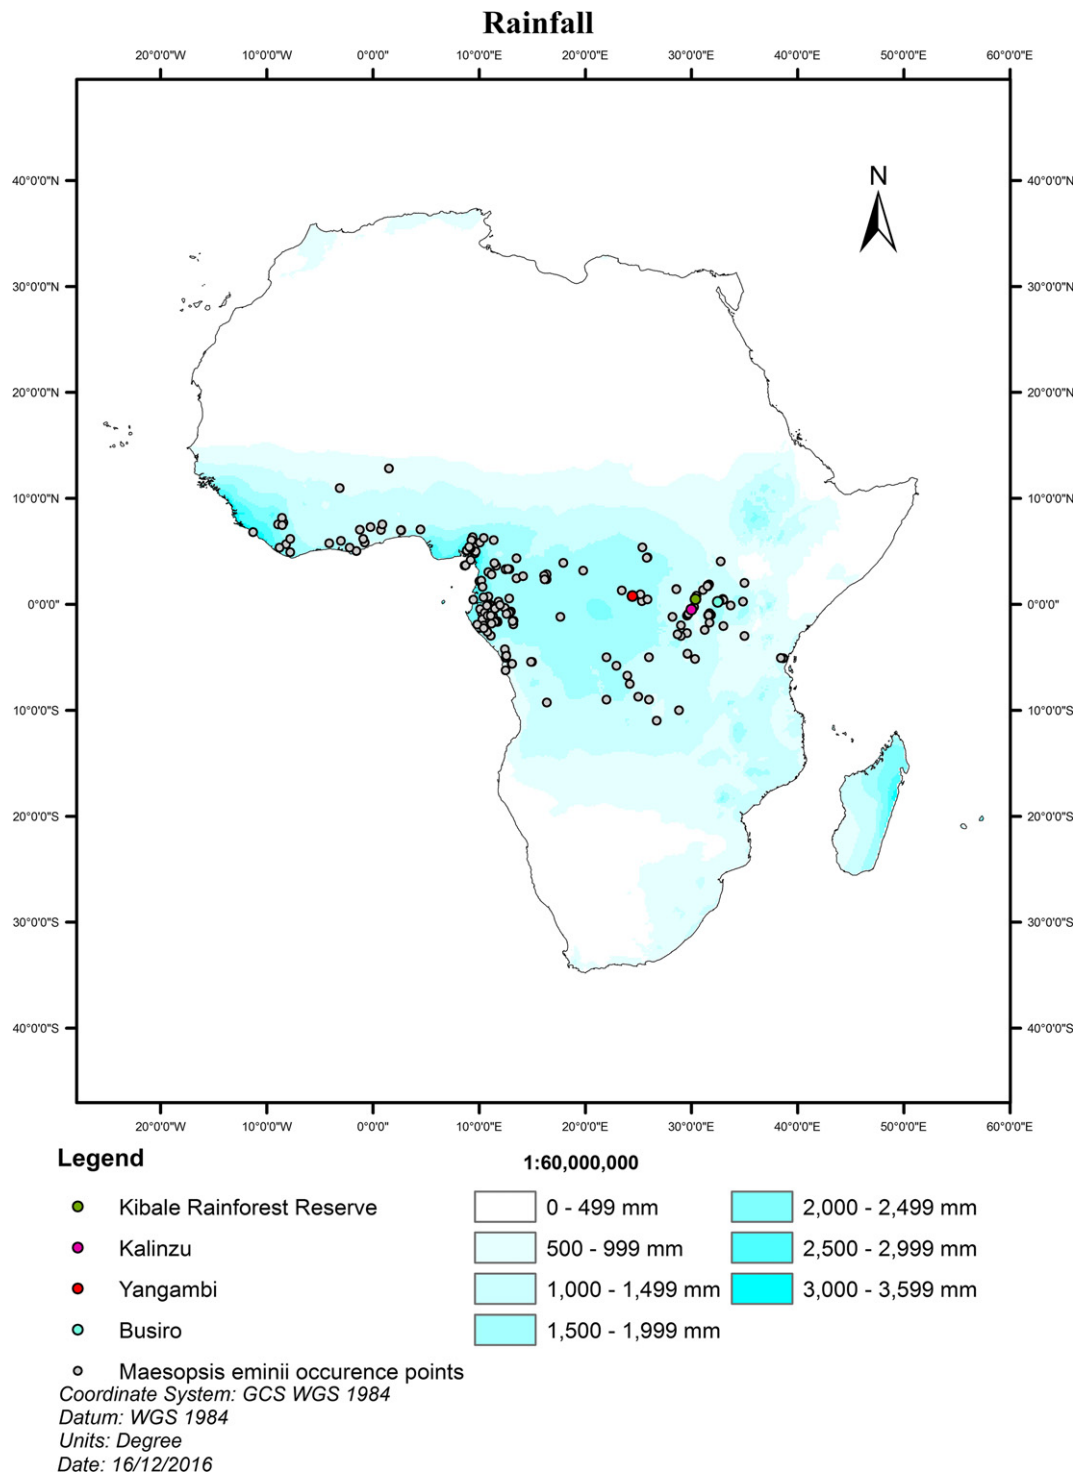 Rainfall
20°0'0"W 10°0'0"W 0°0'0" 10°0'0"E 20°0'0"E 30°0'0"E 40°0'0"E 50°0'0"E 60°0'0"E
N
40°0'0"N 40°0'0"N
30°0'0"N 30°0'0"N
20°0'0"N 20°0'0"N
10°0'0"N 10°0'0"N
0°0'0" 0°0'0"
10°0'0"S 10°0'0"S
20°0'0"S 20°0'0"S
30°0'0"S 30°0'0"S
40°0'0"S 40°0'0"S
20°0'0"W 10°0'0"W 0°0'0" 10°0'0"E 20°0'0"E 30°0'0"E 40°0'0"E 50°0'0"E 60°0'0"E
Legend 1:60,000,000
Kibale Rainforest Reserve 0 - 499 mm 2,000 - 2,499 mm
Kalinzu 500 - 999 mm 2,500 - 2,999 mm
Yangambi 1,000 - 1,499 mm 3,000 - 3,599 mm
Busiro 1,500 - 1,999 mm
Maesopsis eminii occurence points
Coordinate System: GCS WGS 1984
Datum: WGS 1984
Units: Degree
Date: 16/12/2016